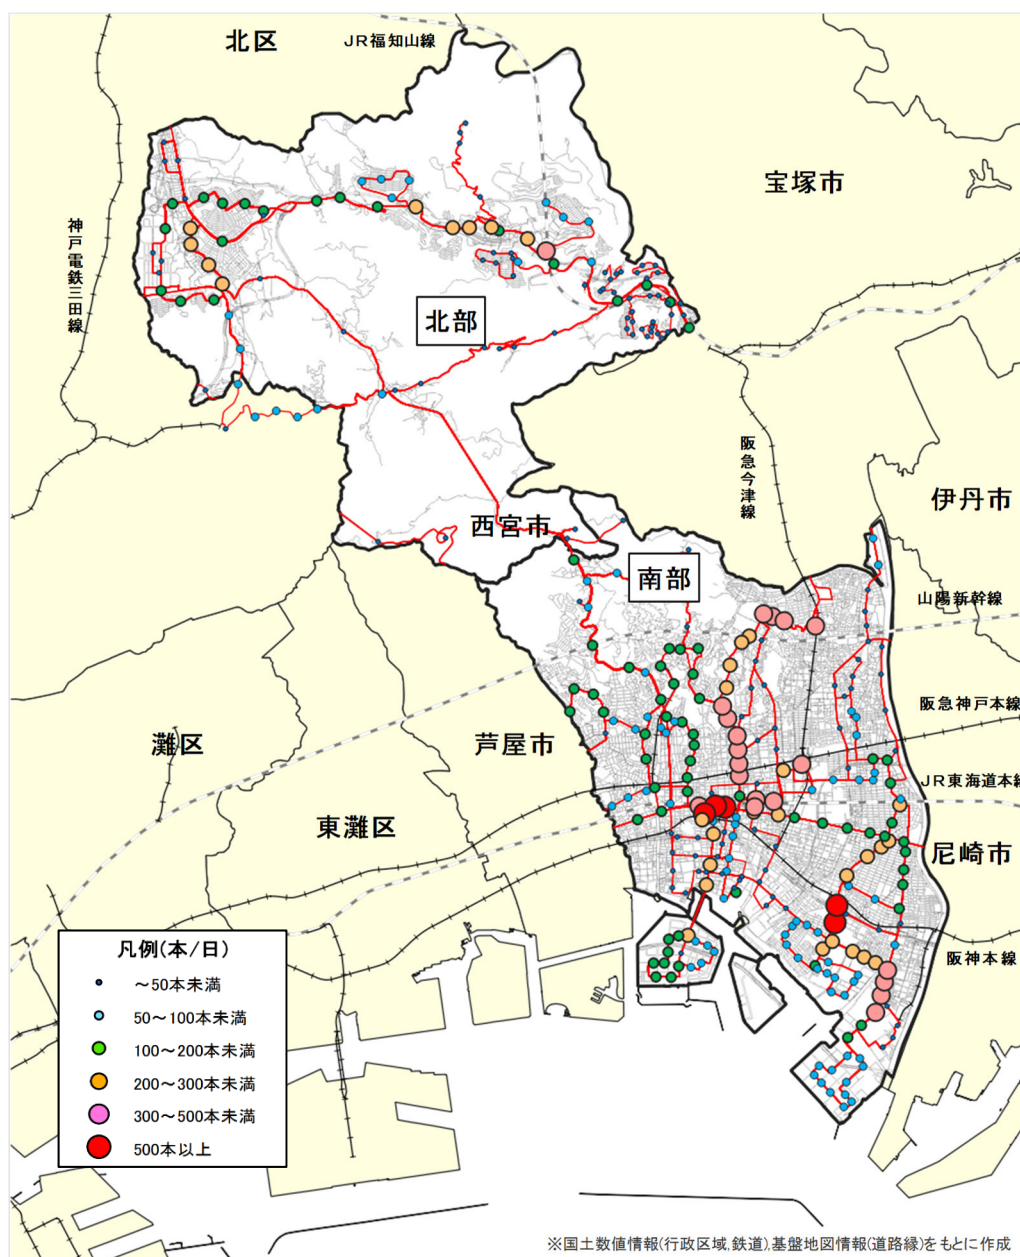 北区
JR福知山線
宝塚市
神戸電鉄三田線
北部
阪急今津線
伊丹市
西宮市
南部
山陽新幹線
阪急神戸本線
灘区
芦屋市
JR東海道本線
東灘区
尼崎市
阪神本線
凡例(本/日)
～50本未満
50～100本未満
100～200本未満
200～300本未満
300～500本未満
500本以上
※国土数値情報(行政区域,鉄道),基盤地図情報(道路縁)をもとに作成